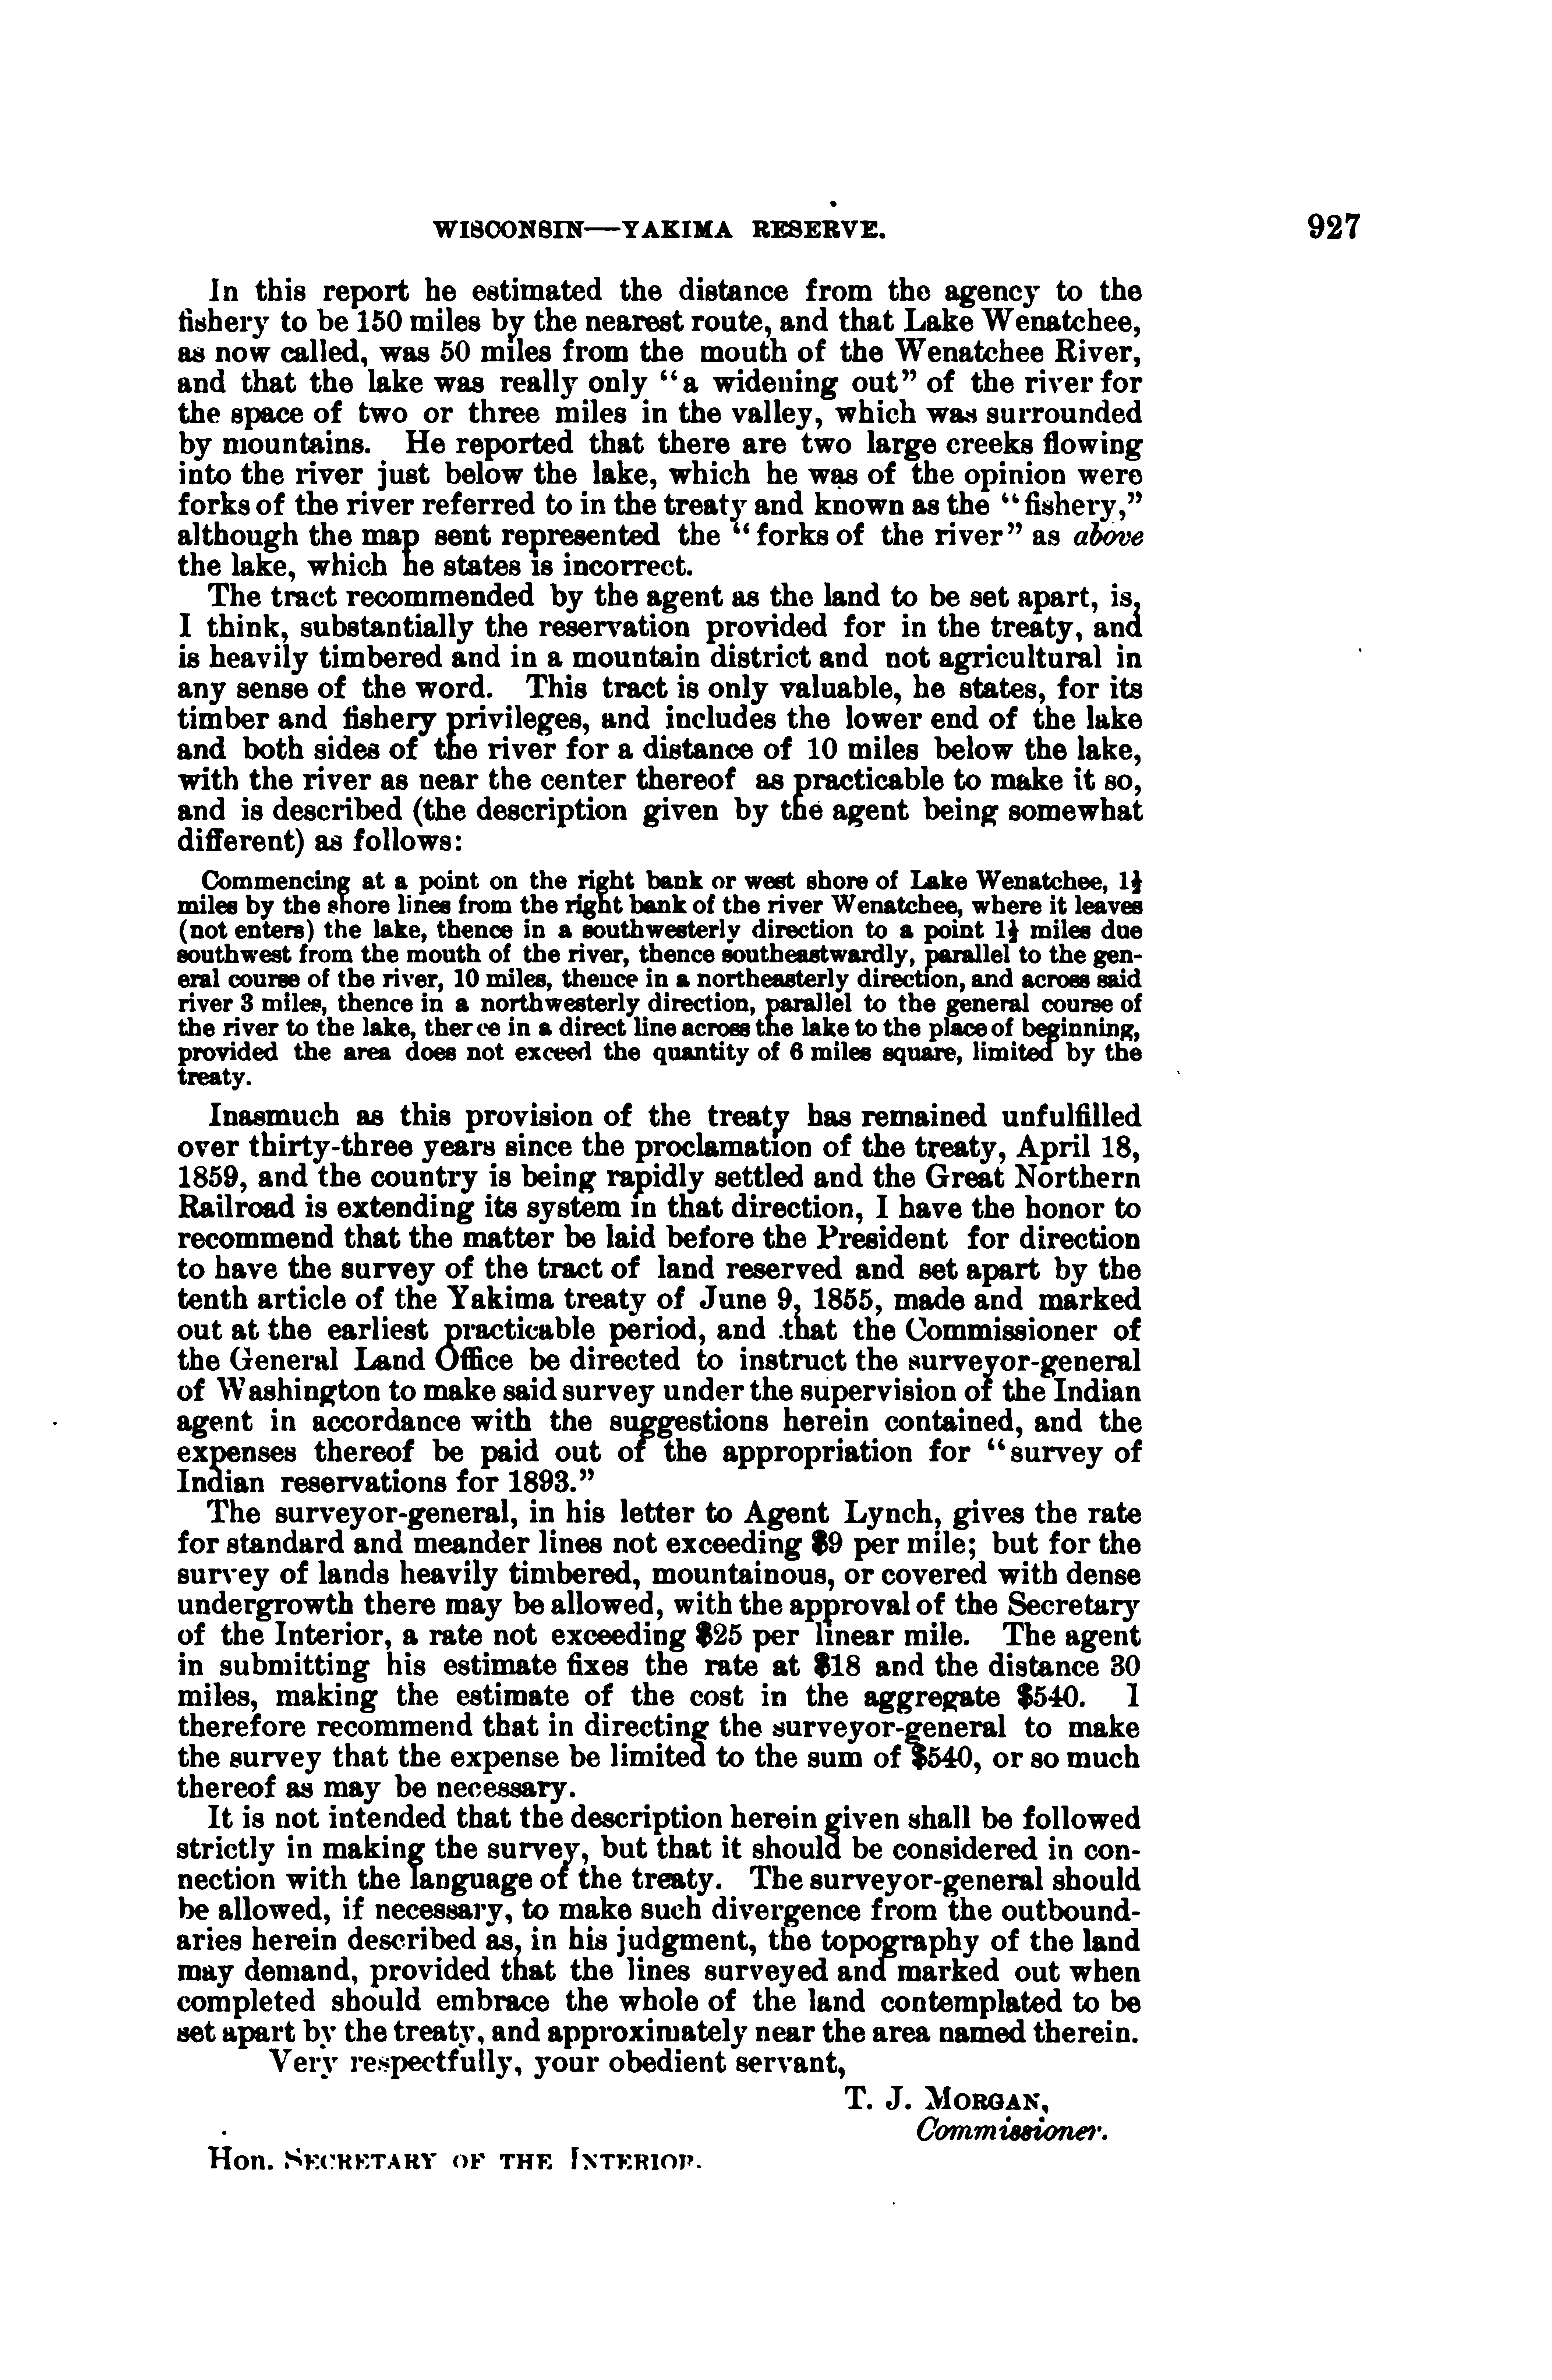 WISCONSIN—YAKIMA RESERVE. 927
In this report he estimated the distance from the agency to the
fishery to be 150 miles by the nearest route, and that Lake Wenatchee,
as now called, was 50 miles from the mouth of the Wenatchee River,
and that the lake was really only “a widening out” of the river for
the space of two or three miles in the valley, which was surrounded
by mountains. He reported that there are two large creeks flowing
into the river just below the lake, which he was of the opinion were
forks of the river referred to in the treaty and known as the “fishery,”
although the map sent represented the “forks of the river” as above
the lake, which he states is incorrect.
The tract recommended by the agent as the land to be set apart, is,
I think, substantially the reservation provided for in the treaty, and
is heavily timbered and in a mountain district and not agricultural in
any sense of the word. This tract is only valuable, he states, for its
timber and fishery privileges, and includes the lower end of the lake
and both sides of the river for a distance of 10 miles below the lake,
with the river as near the center thereof as practicable to make it so,
and is described (the description given by the agent being somewhat
different) as follows:
Commencing at a point on the right bank or west shore of Lake Wenatchee, 1½
miles by the shore lines from the right bank of the river Wenatchee, where it leaves
(not enters) the lake, thence in a southwesterly direction to a point 1½ miles due
southwest from the mouth of the river, thence southeastwardly, parallel to the gen-
eral course of the river, 10 miles, thence in a northeasterly direction, and across said
river 3 miles, thence in a northwesterly direction, parallel to the general course of
the river to the lake, thence in a direct line across the lake to the place of beginning,
provided the area does not exceed the quantity of 6 miles square, limited by the
treaty.
Inasmuch as this provision of the treaty has remained unfulfilled
over thirty-three years since the proclamation of the treaty, April 18,
1859, and the country is being rapidly settled and the Great Northern
Railroad is extending its system in that direction, I have the honor to
recommend that the matter be laid before the President for direction
to have the survey of the tract of land reserved and set apart by the
tenth article of the Yakima treaty of June 9, 1855, made and marked
out at the earliest practicable period, and that the Commissioner of
the General Land Office be directed to instruct the surveyor-general
of Washington to make said survey under the supervision of the Indian
agent in accordance with the suggestions herein contained, and the
expenses thereof be paid out of the appropriation for “survey of
Indian reservations for 1893.”
The surveyor-general, in his letter to Agent Lynch, gives the rate
for standard and meander lines not exceeding $9 per mile; but for the
survey of lands heavily timbered, mountainous, or covered with dense
undergrowth there may be allowed, with the approval of the Secretary
of the Interior, a rate not exceeding $25 per linear mile. The agent
in submitting his estimate fixes the rate at $18 and the distance 30
miles, making the estimate of the cost in the aggregate $540. I
therefore recommend that in directing the surveyor-general to make
the survey that the expense be limited to the sum of $540, or so much
thereof as may be necessary.
It is not intended that the description herein given shall be followed
strictly in making the survey, but that it should be considered in con-
nection with the language of the treaty. The surveyor-general should
be allowed, if necessary, to make such divergence from the outbound-
aries herein described as, in his judgment, the topography of the land
may demand, provided that the lines surveyed and marked out when
completed should embrace the whole of the land contemplated to be
set apart by the treaty, and approximately near the area named therein.
Very respectfully, your obedient servant,
T. J. MORGAN,
Commissioner.
Hon. SECRETARY OF THE INTERIOR.